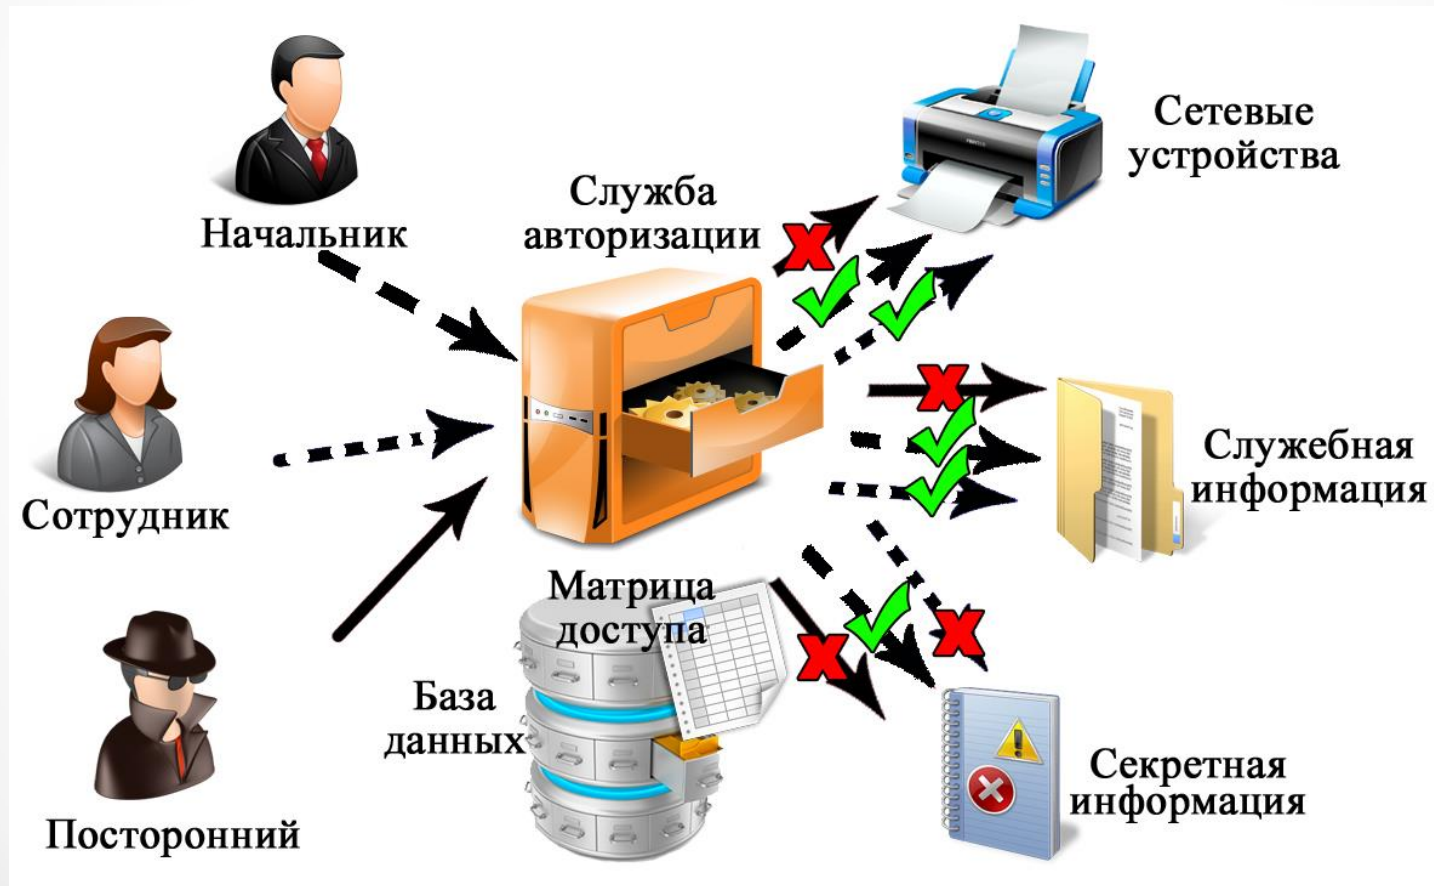 Начальник
Служба
авторизации
Сетевые
устройства
Сотрудник
Служебная
информация
Матрица
доступа
База
данных
Посторонний
Секретная
информация